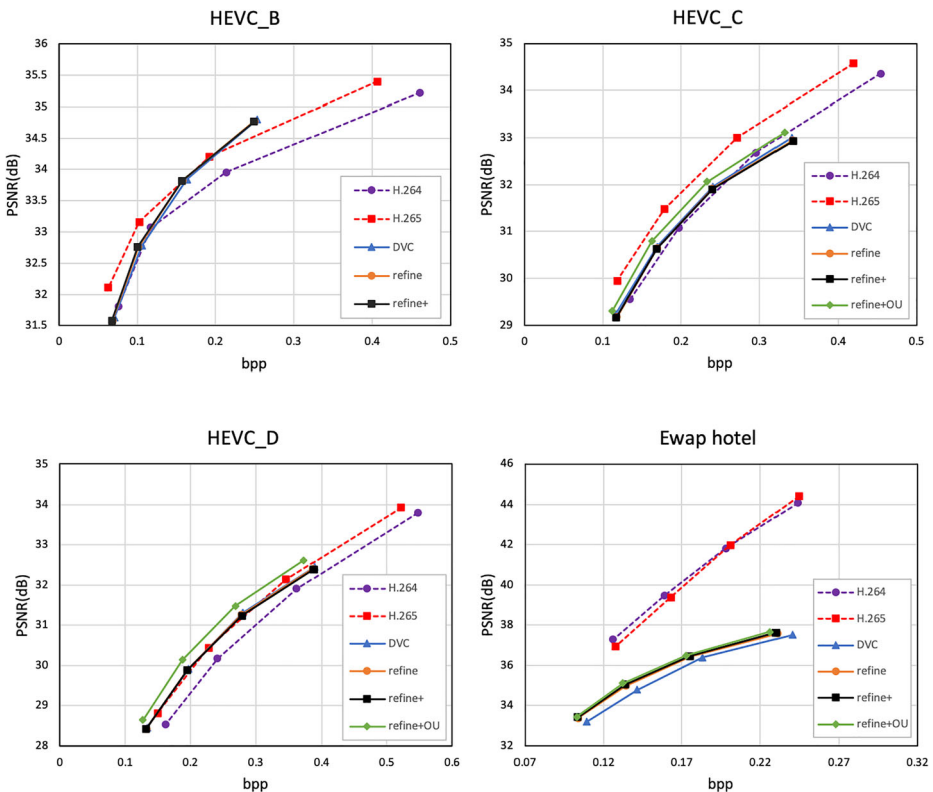 HEVC_B
PSNR(dB)
36
35.5
35
34.5
34
33.5
33
32.5
32
31.5
0 0.1 0.2 0.3 0.4 0.5
bpp
H.264
H.265
DVC
refine
refine+
HEVC_C
PSNR(dB)
35
34
33
32
31
30
29
0 0.1 0.2 0.3 0.4 0.5
bpp
H.264
H.265
DVC
refine
refine+
refine+OU
HEVC_D
PSNR(dB)
35
34
33
32
31
30
29
28
0 0.1 0.2 0.3 0.4 0.5 0.6
bpp
H.264
H.265
DVC
refine
refine+
refine+OU
Ewap hotel
PSNR(dB)
46
44
42
40
38
36
34
32
0.07 0.12 0.17 0.22 0.27 0.32
bpp
H.264
H.265
DVC
refine
refine+
refine+OU